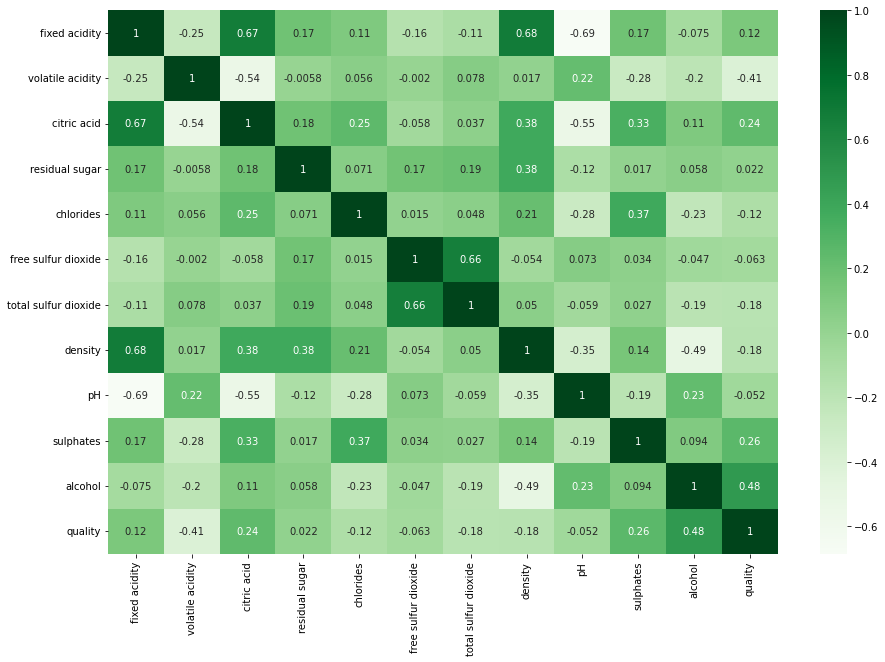 fixed acidity 1 -0.25 0.67 0.17 0.11 -0.16 -0.11 0.68 -0.69 0.17 -0.075 0.12
volatile acidity -0.25 1 -0.54 -0.0058 0.056 -0.002 0.078 0.017 0.22 -0.28 -0.2 -0.41
citric acid 0.67 -0.54 1 0.18 0.25 -0.058 0.037 0.38 -0.55 0.33 0.11 0.24
residual sugar 0.17 -0.0058 0.18 1 0.071 0.17 0.19 0.38 -0.12 0.017 0.058 0.022
chlorides 0.11 0.056 0.25 0.071 1 0.015 0.048 0.21 -0.28 0.37 -0.23 -0.12
free sulfur dioxide -0.16 -0.002 -0.058 0.17 0.015 1 0.66 -0.054 0.073 0.034 -0.047 -0.063
total sulfur dioxide -0.11 0.078 0.037 0.19 0.048 0.66 1 0.05 -0.059 0.027 -0.19 -0.18
density 0.68 0.017 0.38 0.38 0.21 -0.054 0.05 1 -0.35 0.14 -0.49 -0.18
pH -0.69 0.22 -0.55 -0.12 -0.28 0.073 -0.059 -0.35 1 -0.19 0.23 -0.052
sulphates 0.17 -0.28 0.33 0.017 0.37 0.034 0.027 0.14 -0.19 1 0.094 0.26
alcohol -0.075 -0.2 0.11 0.058 -0.23 -0.047 -0.19 -0.49 0.23 0.094 1 0.48
quality 0.12 -0.41 0.24 0.022 -0.12 -0.063 -0.18 -0.18 -0.052 0.26 0.48 1
fixed acidity
volatile acidity
citric acid
residual sugar
chlorides
free sulfur dioxide
total sulfur dioxide
density
pH
sulphates
alcohol
quality
1.0
0.8
0.6
0.4
0.2
0.0
−0.2
−0.4
−0.6